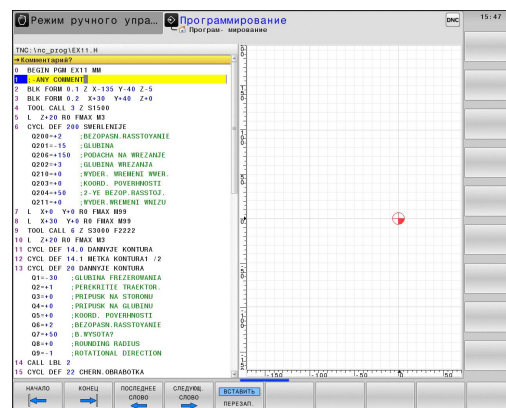 Режим ручного упра…
Программирование
Програм- мирование
DNC
15:47
TNC:\nc_prog\EX11.H
→Комментарий?
0 BEGIN PGM EX11 MM
1 ;-ANY COMMENT
2 BLK FORM 0.1 Z X-135 Y-40 Z-5
3 BLK FORM 0.2 X+30 Y+40 Z+0
4 TOOL CALL 3 Z S1500
5 L Z+20 R0 FMAX M3
6 CYCL DEF 200 SWERLENIJE
Q200=+2 ;BEZOPASN.RASSTOYANIE
Q201=-15 ;GLUBINA
Q206=+150 ;PODACHA NA WREZANJE
Q202=+3 ;GLUBINA WREZANJA
Q210=+0 ;WYDER. WREMENI WWER.
Q203=+0 ;KOORD. POVERHNOSTI
Q204=+50 ;2-YE BEZOP.RASSTOJ.
Q211=+0 ;WYDER.WREMENI WNIZU
7 L X+0 Y+0 R0 FMAX M99
8 L X+30 Y+0 R0 FMAX M99
9 TOOL CALL 6 Z S3000 F2222
10 L Z+20 R0 FMAX M3
11 CYCL DEF 14.0 DANNYJE KONTURA
12 CYCL DEF 14.1 METKA KONTURA1 /2
13 CYCL DEF 20 DANNYJE KONTURA
Q1=-30 ;GLUBINA FREZEROWANIA
Q2=+1 ;PEREKRITIE TRAEKTOR.
Q3=+0 ;PRIPUSK NA STORONU
Q4=+0 ;PRIPUSK NA GLUBINU
Q5=+0 ;KOORD. POVERHNOSTI
Q6=+2 ;BEZOPASN.RASSTOYANIE
Q7=+50 ;B.WYSOTA?
Q8=+0 ;ROUNDING RADIUS
Q9=-1 ;ROTATIONAL DIRECTION
14 CALL LBL 2
15 CYCL DEF 22 CHERN.OBRABOTKA
-150 -100 -50 0 50
НАЧАЛО
КОНЕЦ
ПОСЛЕДНЕЕ СЛОВО
СЛЕДУЮЩ. СЛОВО
ВСТАВИТЬ
ПЕРЕЗАП.